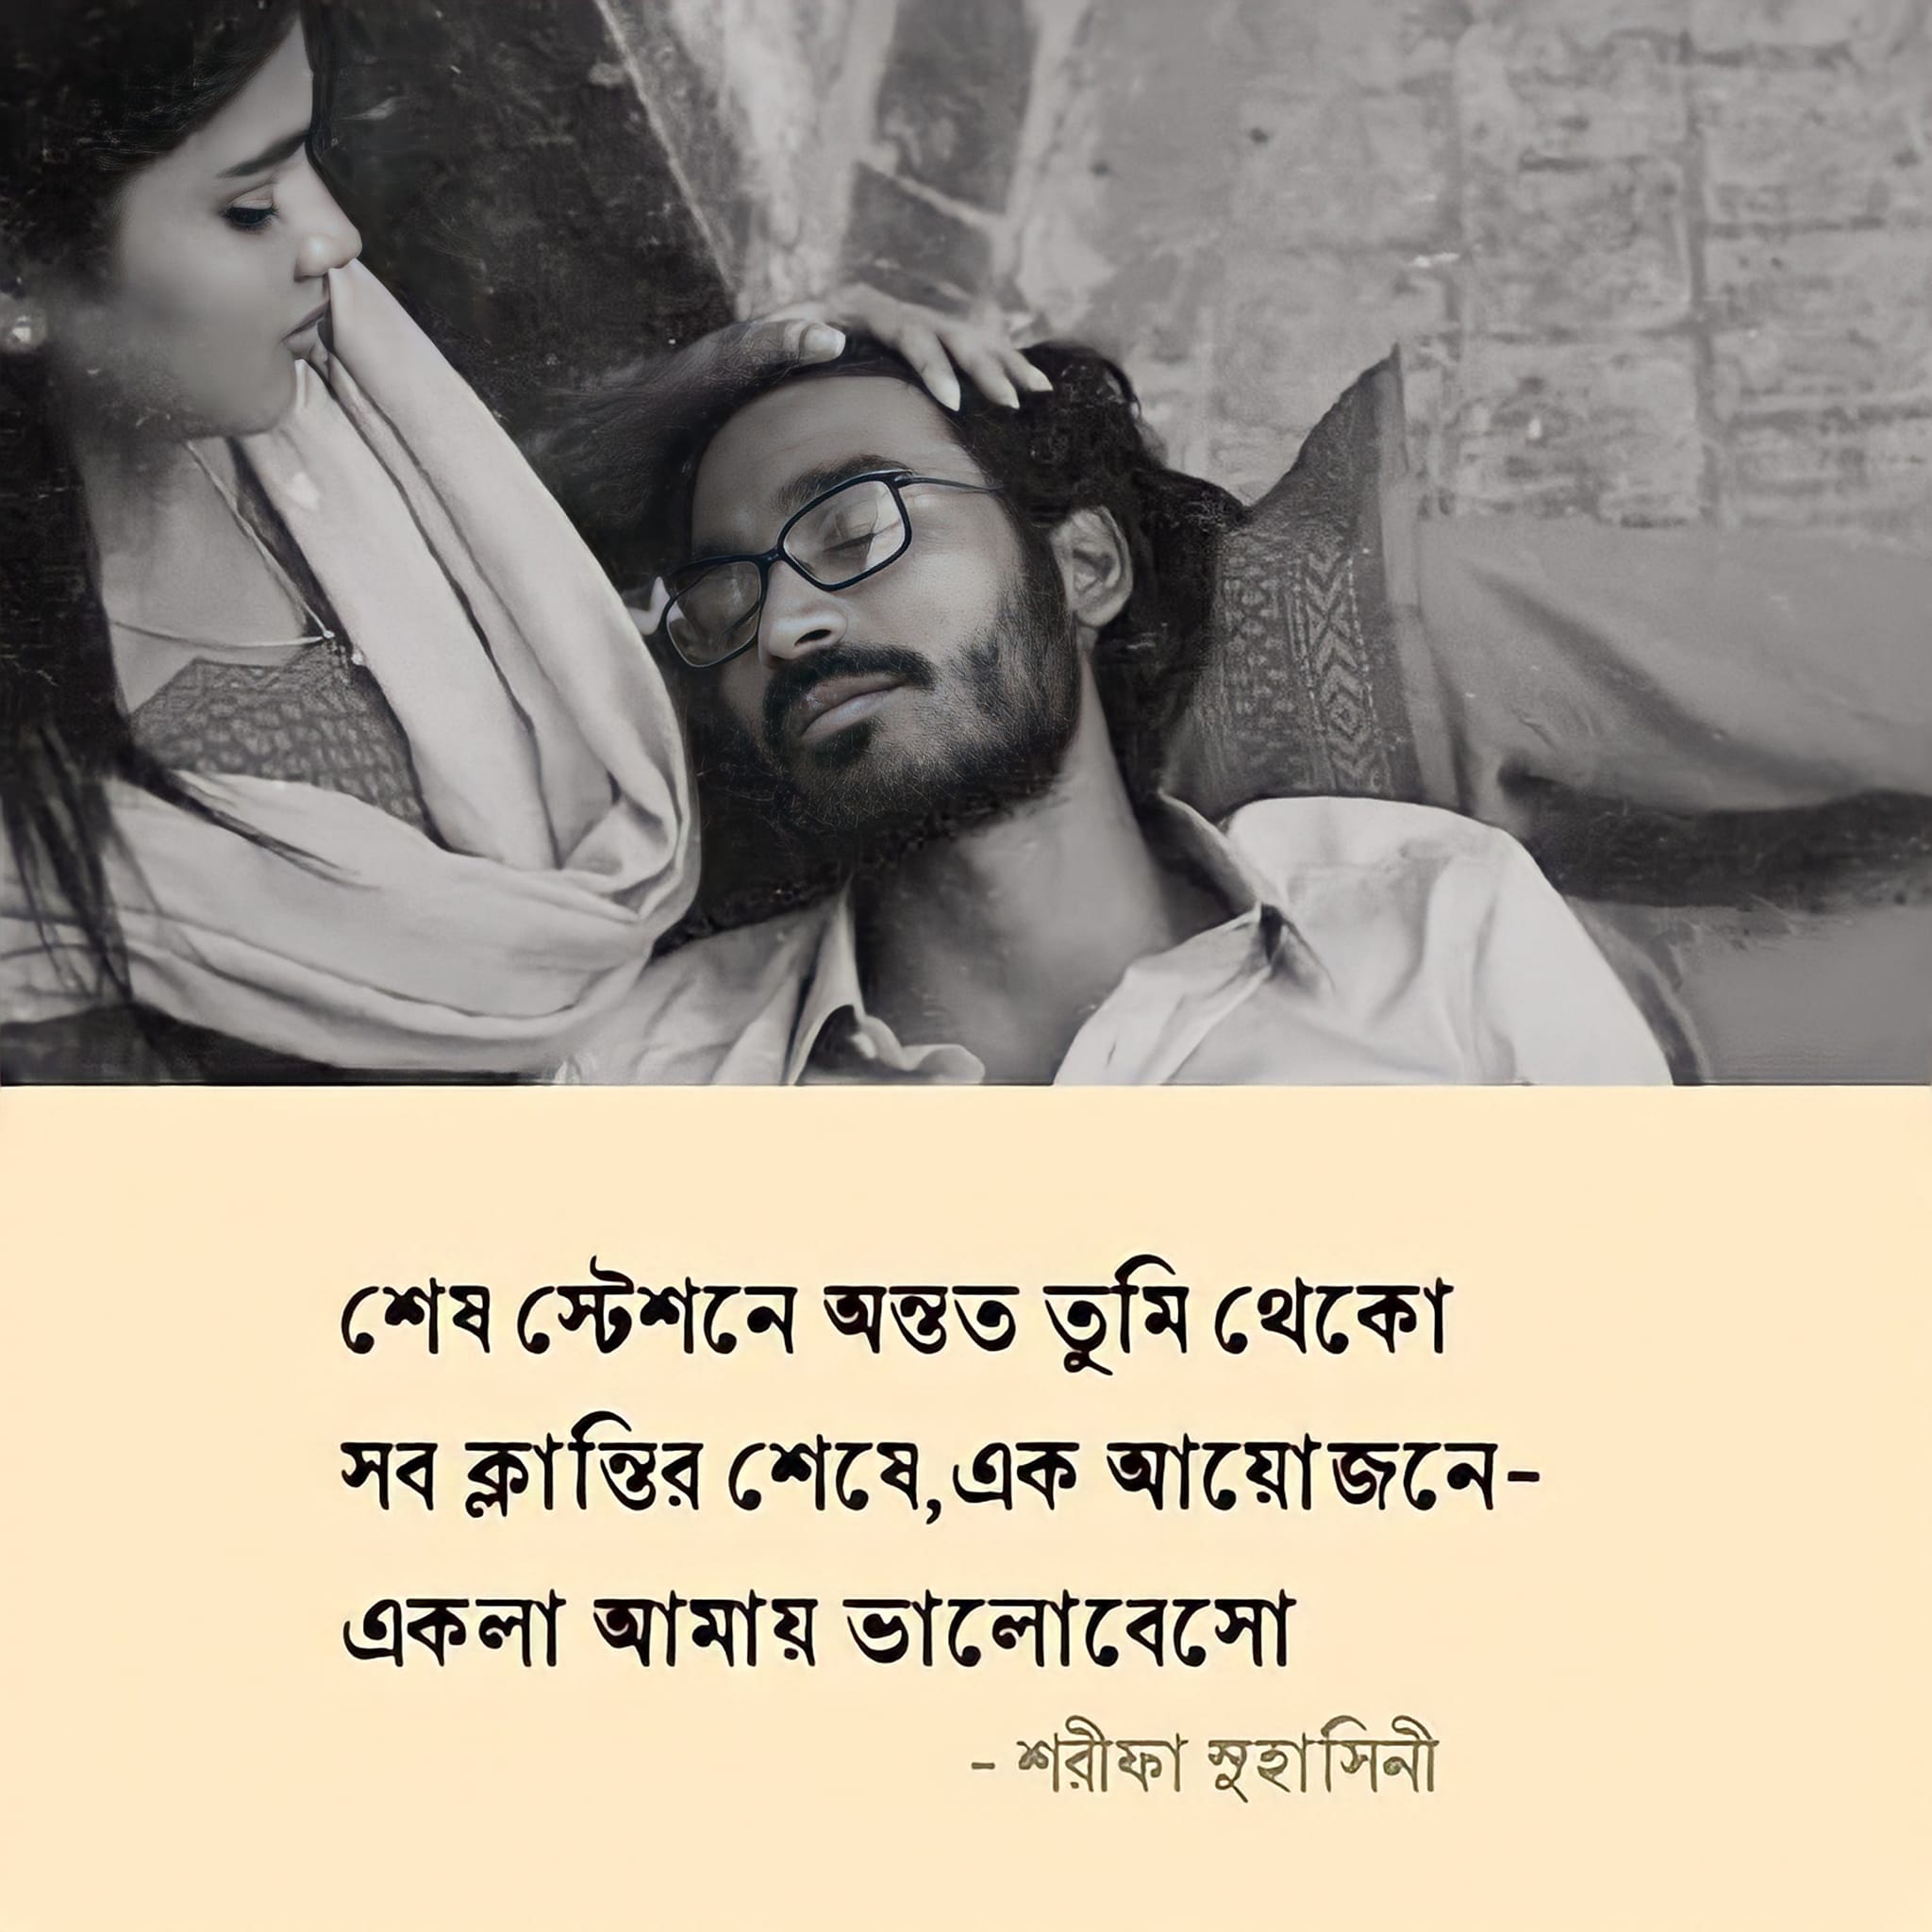 শেষ স্টেশনে অন্তত তুমি থেকো
সব ক্লান্তির শেষে,এক আয়োজনে-
একলা আমায় ভালোবেসো
- শরীফা সুহাসিনী